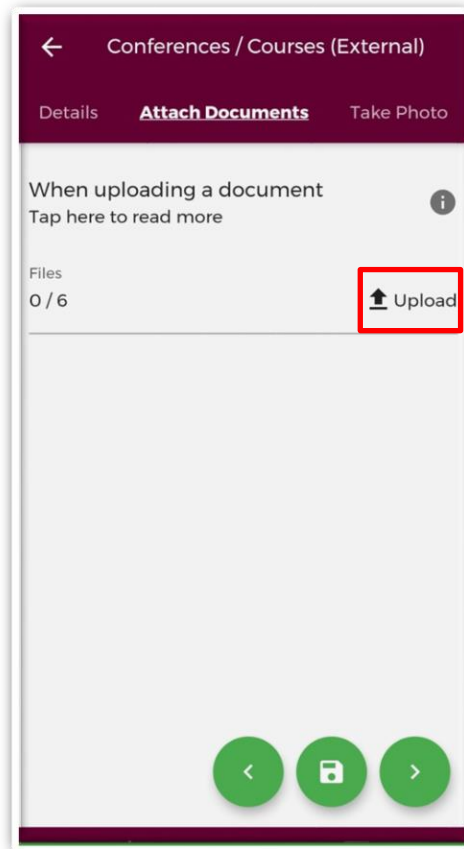 Conferences / Courses (External)
Details Attach Documents Take Photo
When uploading a document
Tap here to read more
Files
0 / 6
Upload